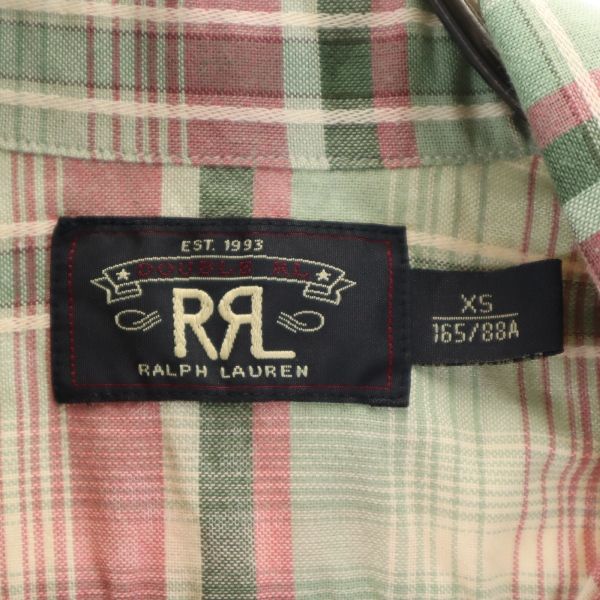 EST. 1993
DOUBLE RL
RRL
RALPH LAUREN
XS
165/88A